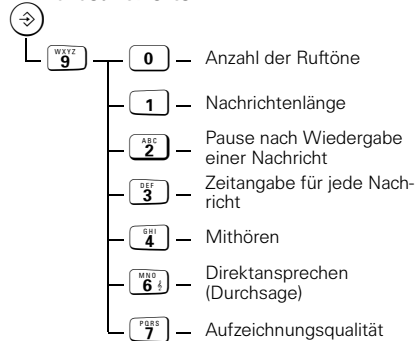 WXYZ
9
0 Anzahl der Ruftöne
1 Nachrichtenlänge
ABC
2 Pause nach Wiedergabe
einer Nachricht
DEF
3 Zeitangabe für jede Nach-
richt
GHI
4 Mithören
MNO
6 Direktansprechen
(Durchsage)
PQRS
7 Aufzeichnungsqualität